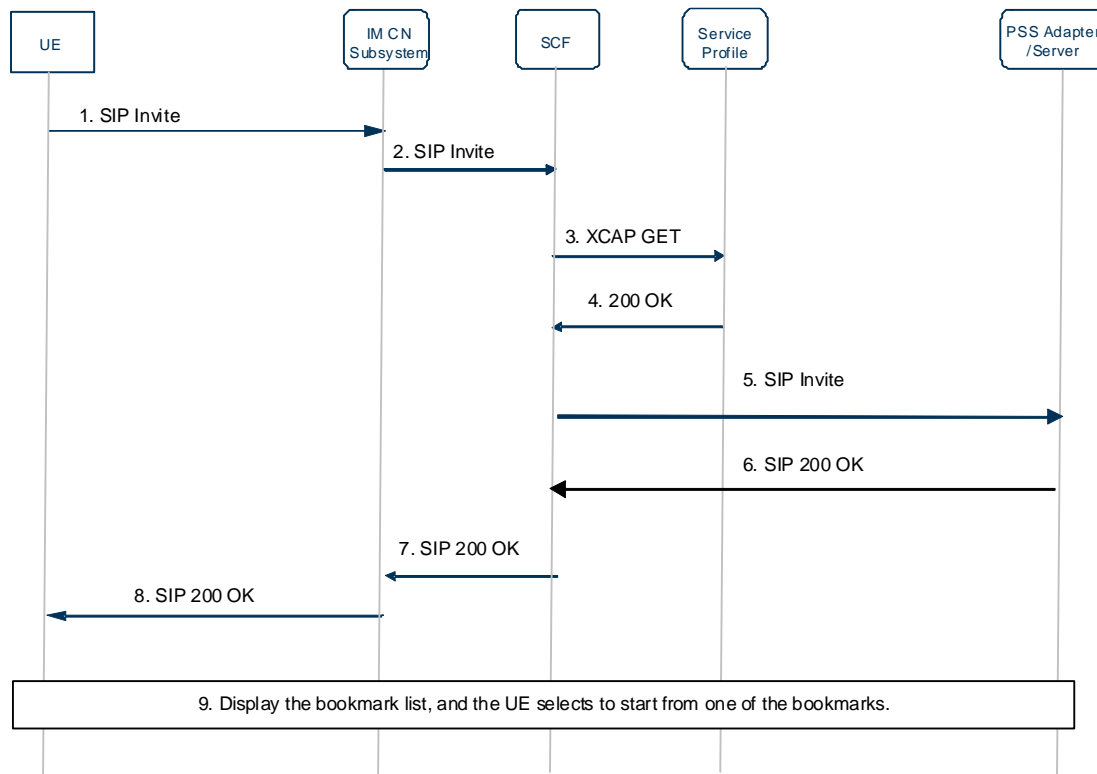 UE
IM CN
Subsystem
SCF
Service
Profile
PSS Adapter
/Server
1. SIP Invite
2. SIP Invite
3. XCAP GET
4. 200 OK
5. SIP Invite
6. SIP 200 OK
7. SIP 200 OK
8. SIP 200 OK
9. Display the bookmark list, and the UE selects to start from one of the bookmarks.